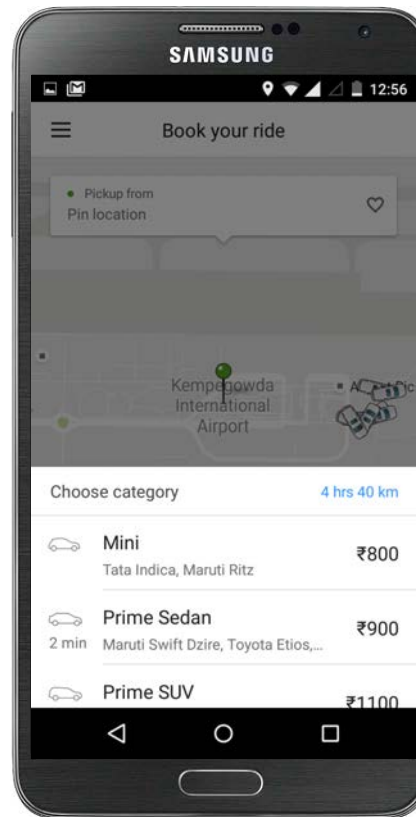 SAMSUNG
12:56
Book your ride
Pickup from
Pin location
Kempegowda
International
Airport
Choose category
4 hrs 40 km
Mini
₹800
Tata Indica, Maruti Ritz
Prime Sedan
₹900
2 min
Maruti Swift Dzire, Toyota Etios,...
Prime SUV
₹1100